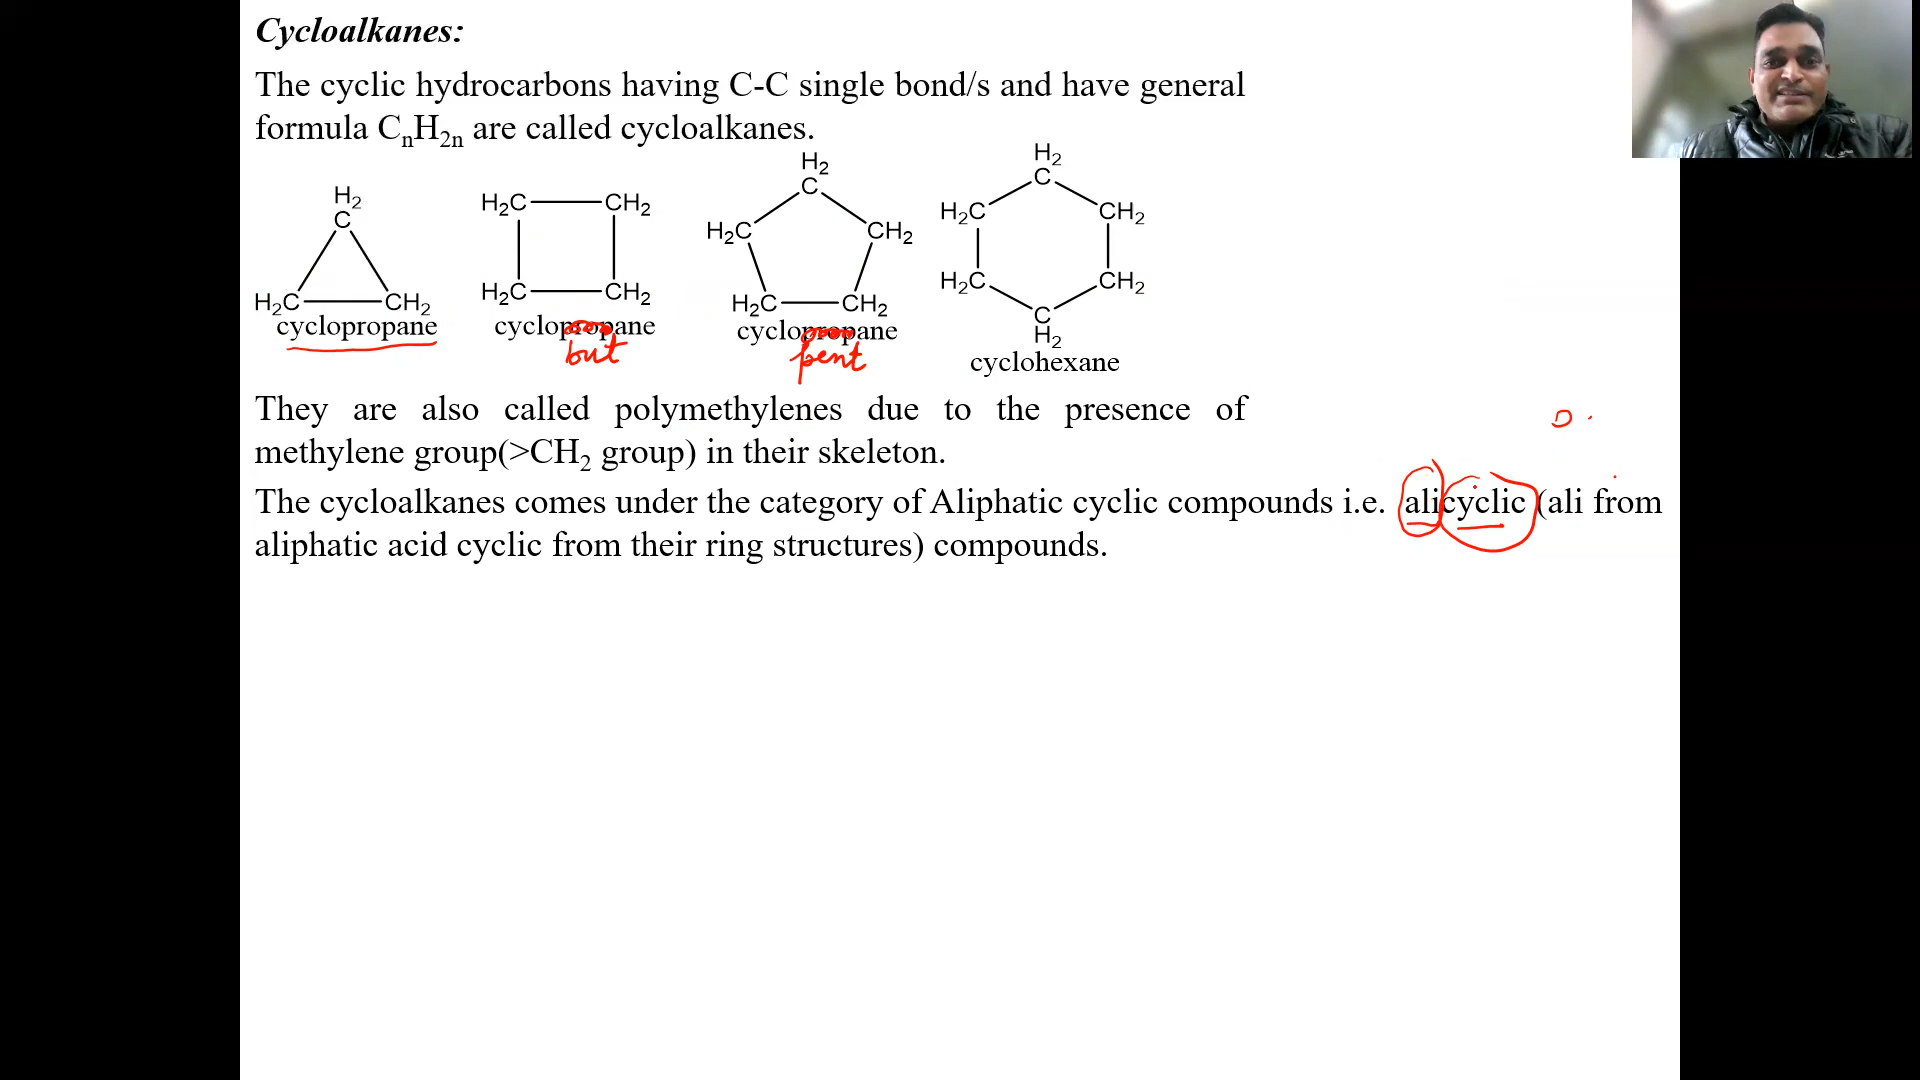 Cycloalkanes:
The cyclic hydrocarbons having C-C single bond/s and have general
formula CₙH₂ₙ are called cycloalkanes.
H₂
C
H₂C CH₂
cyclopropane
H₂C CH₂
H₂C CH₂
cyclopropane
but
H₂
C
H₂C CH₂
H₂C CH₂
cyclopropane
pent
H₂
C
H₂C CH₂
H₂C CH₂
C
H₂
cyclohexane
They are also called polymethylenes due to the presence of
methylene group(>CH₂ group) in their skeleton.
The cycloalkanes comes under the category of Aliphatic cyclic compounds i.e. alicyclic (ali from
aliphatic acid cyclic from their ring structures) compounds.